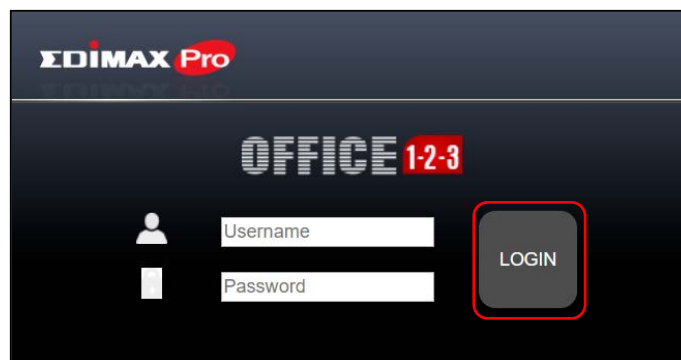 EDIMAX Pro
OFFICE 1-2-3
Username
LOGIN
Password